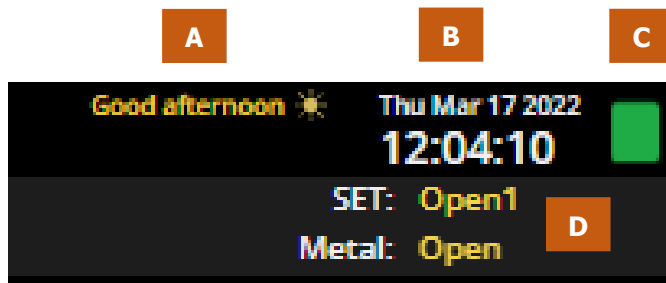 A B C
Good afternoon Thu Mar 17 2022
12:04:10
SET: Open1
D
Metal: Open